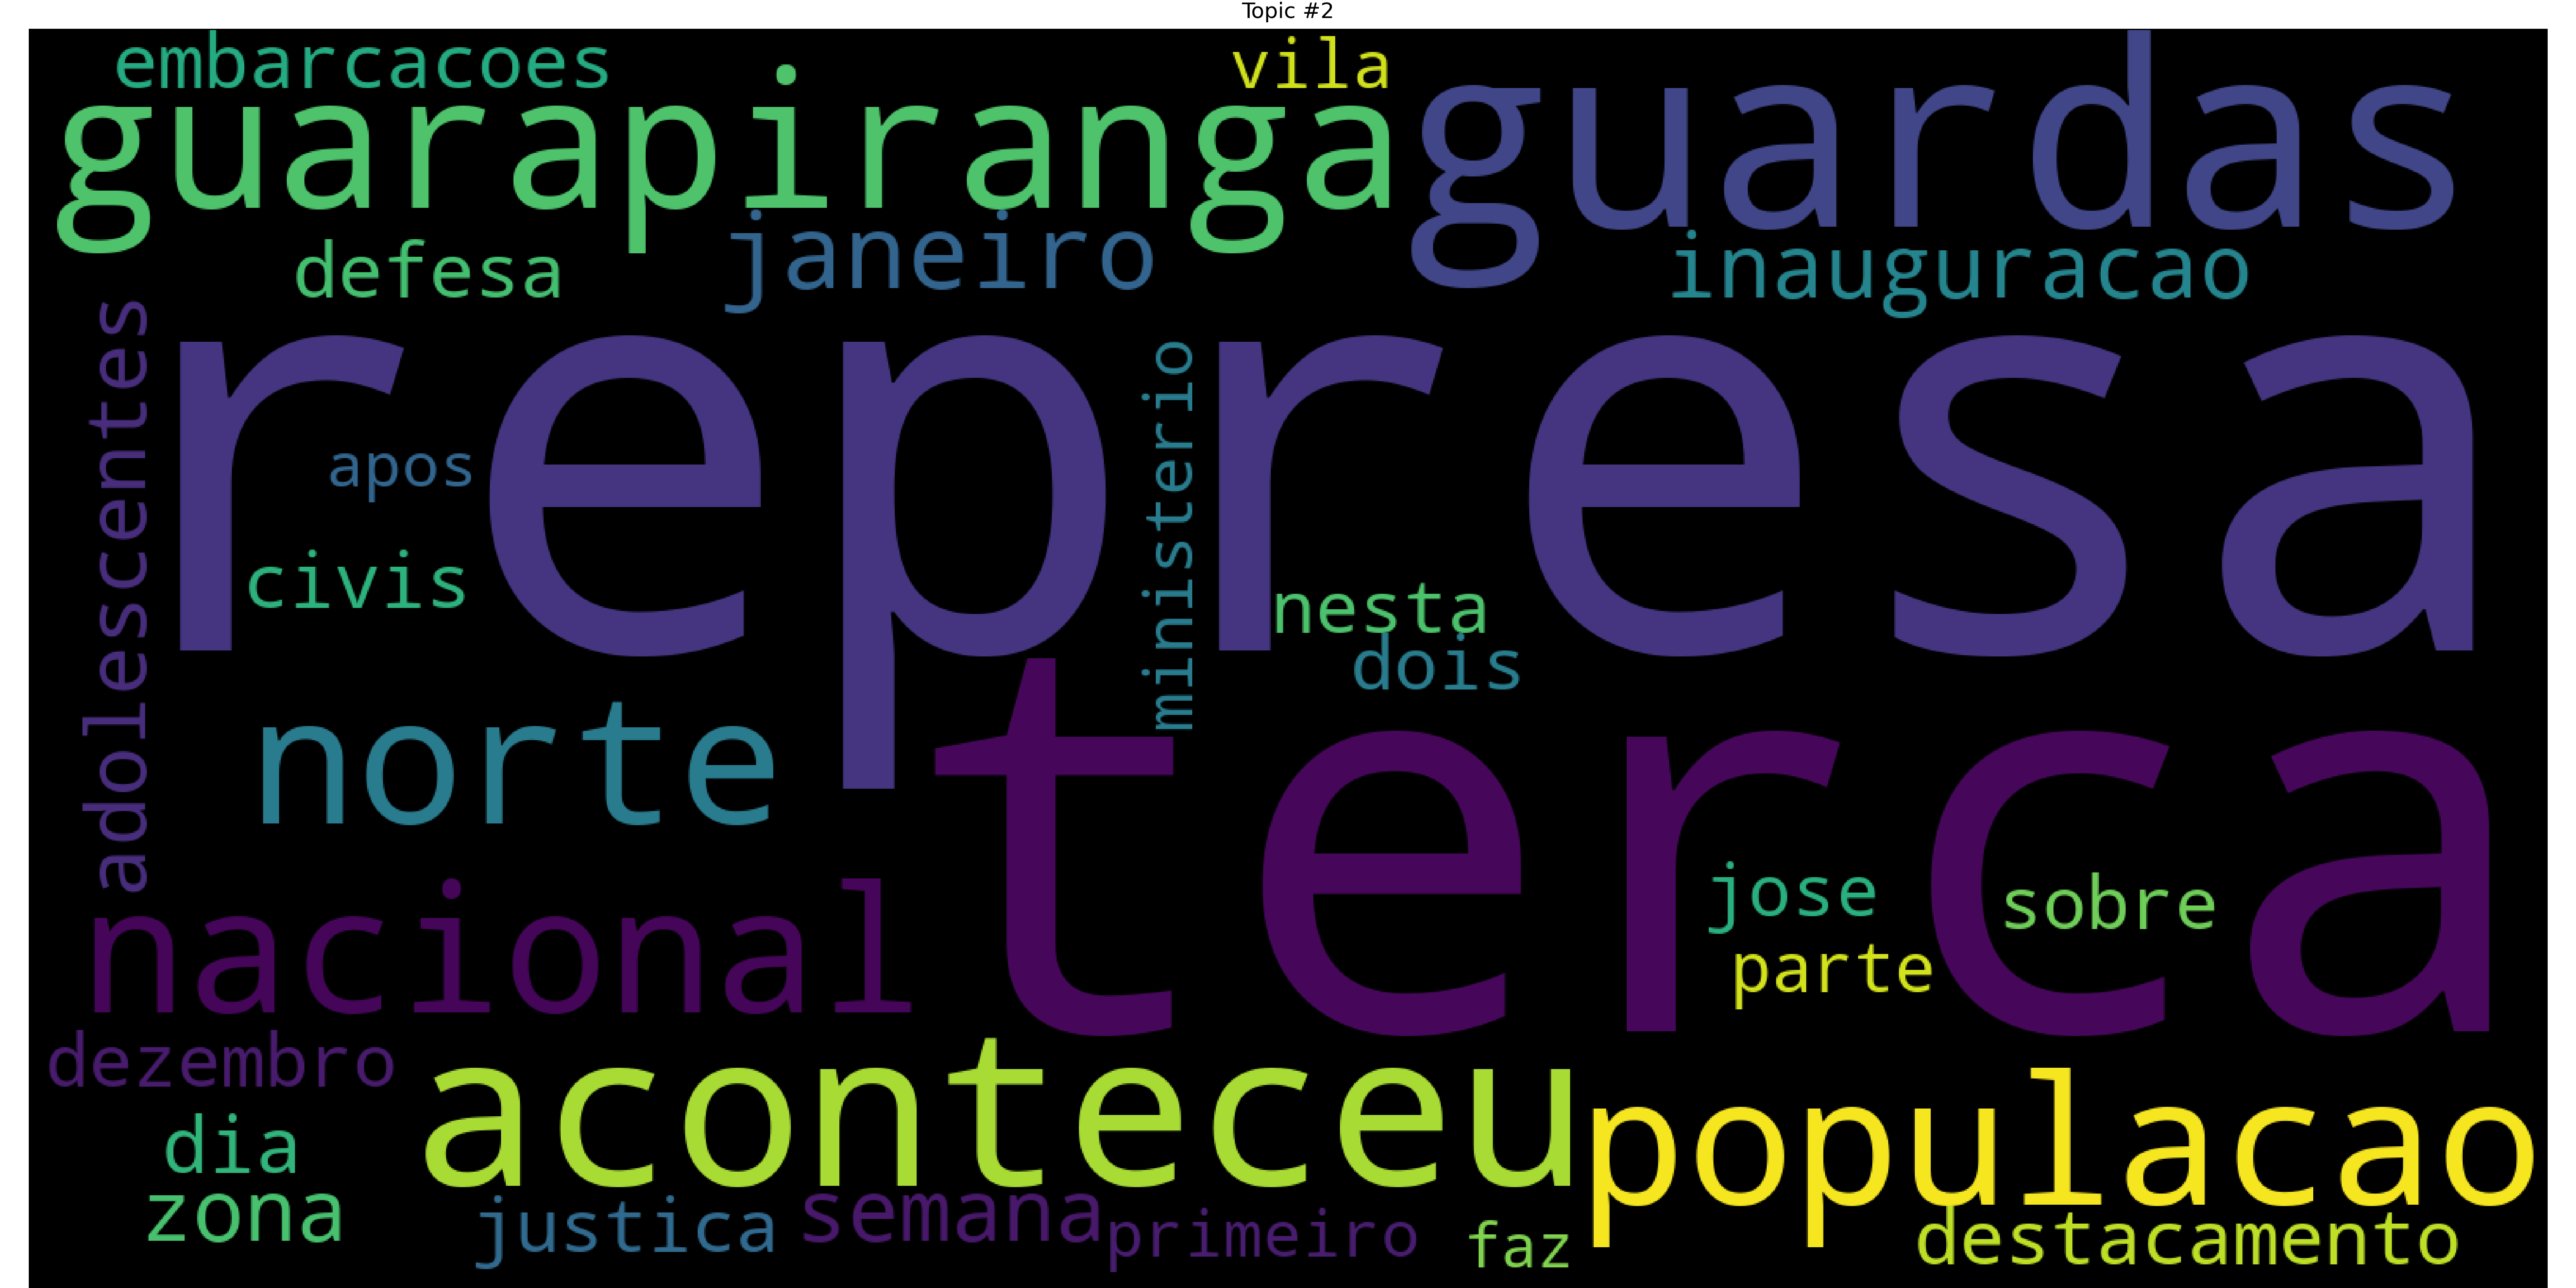 Topic #2
embarcacoes
vila
guarapiranga
guardas
janeiro
defesa
inauguracao
adolescentes
represa
ministerio
apos
civis
nesta
dois
norte
terca
jose
sobre
nacional
parte
dezembro
aconteceu
populacao
dia
zona
justica
semana
primeiro
faz
destacamento